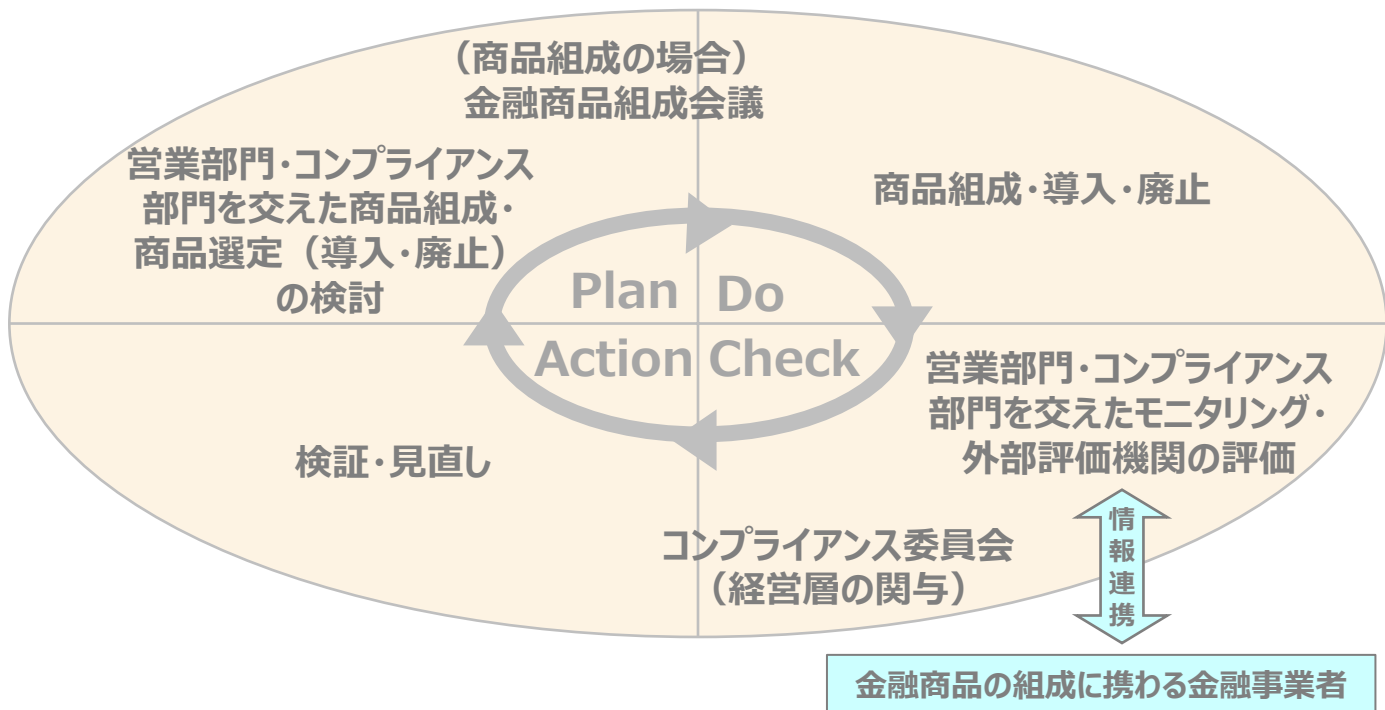 （商品組成の場合）
金融商品組成会議
営業部門・コンプライアンス
部門を交えた商品組成・
商品選定（導入・廃止）
の検討
商品組成・導入・廃止
Plan
Do
Action
Check
営業部門・コンプライアンス
部門を交えたモニタリング・
外部評価機関の評価
検証・見直し
コンプライアンス委員会
（経営層の関与）
情報連携
金融商品の組成に携わる金融事業者